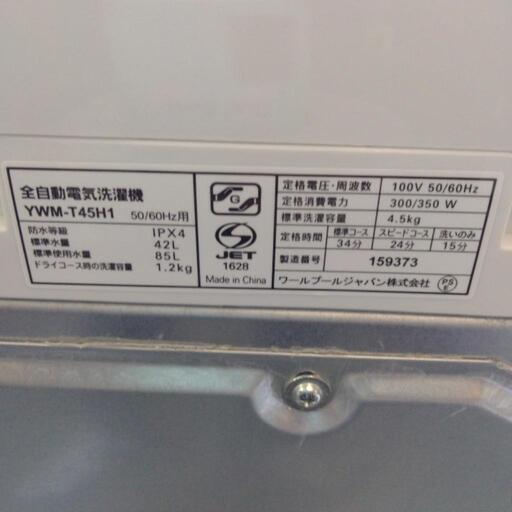 全自動電気洗濯機
YWM-T45H1 50/60Hz用
防水等級 IPX4
標準水量 42L
標準使用水量 85L
ドライコース時の洗濯容量 1.2kg
G
JET
1628
Made in China
定格電圧・周波数 100V 50/60Hz
定格消費電力 300/350 W
標準洗濯容量 4.5kg
定格時間 標準コース スピードコース 洗いのみ
34分 24分 15分
製造番号 159373
ワールプールジャパン株式会社 PSE